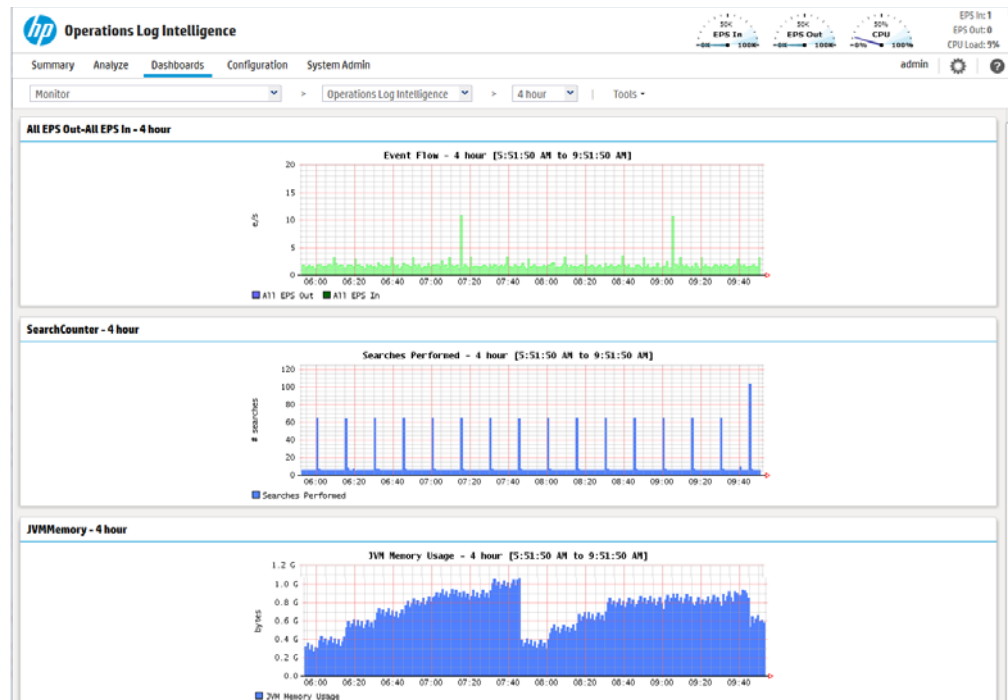 hp Operations Log Intelligence
50K
EPS In
0K 100K
50K
EPS Out
0K 100K
50%
CPU
0% 100%
EPS In: 1
EPS Out: 0
CPU Load: 9%
Summary Analyze Dashboards Configuration System Admin admin
Monitor > Operations Log Intelligence > 4 hour | Tools
All EPS Out-All EPS In - 4 hour
Event Flow - 4 hour [5:51:50 AM to 9:51:50 AM]
20
15
10
5
0
e/s
06:00 06:20 06:40 07:00 07:20 07:40 08:00 08:20 08:40 09:00 09:20 09:40
All EPS Out All EPS In
SearchCounter - 4 hour
Searches Performed - 4 hour [5:51:50 AM to 9:51:50 AM]
120
100
80
60
40
20
0
# searches
06:00 06:20 06:40 07:00 07:20 07:40 08:00 08:20 08:40 09:00 09:20 09:40
Searches Performed
JVMMemory - 4 hour
JVM Memory Usage - 4 hour [5:51:50 AM to 9:51:50 AM]
1.2 G
1.0 G
0.8 G
0.6 G
0.4 G
0.2 G
0.0
bytes
06:00 06:20 06:40 07:00 07:20 07:40 08:00 08:20 08:40 09:00 09:20 09:40
JVM Memory Usage